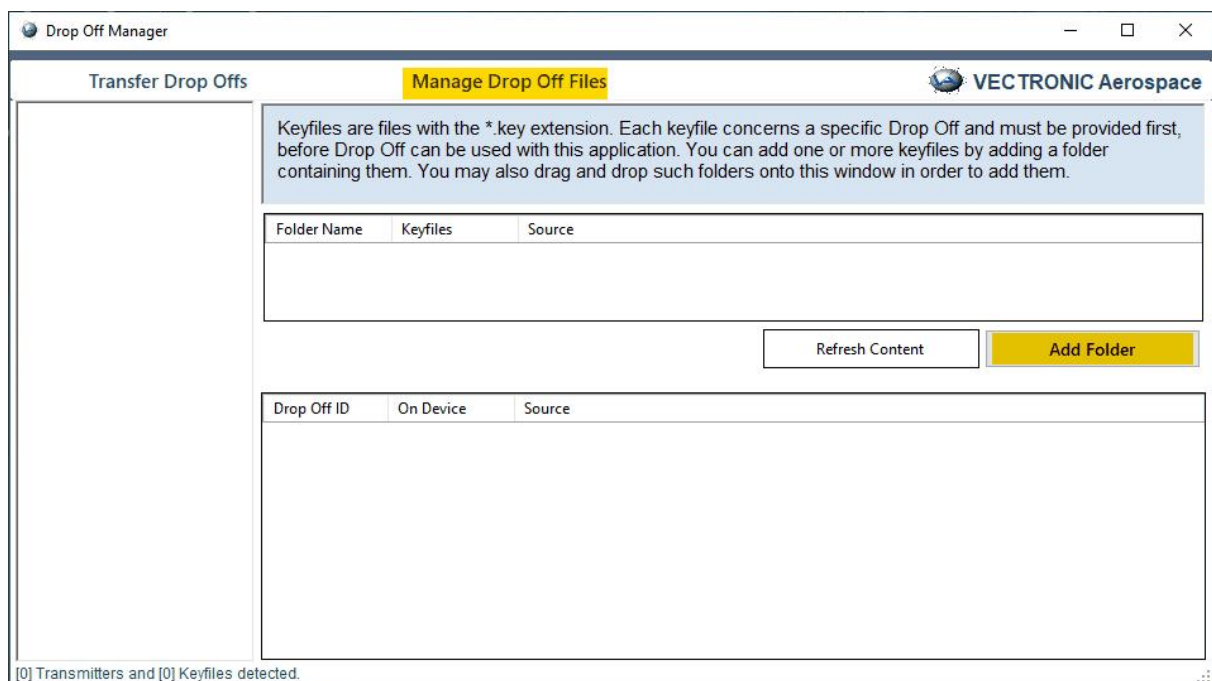 Drop Off Manager
Transfer Drop Offs
Manage Drop Off Files
VECTRONIC Aerospace
Keyfiles are files with the *.key extension. Each keyfile concerns a specific Drop Off and must be provided first,
before Drop Off can be used with this application. You can add one or more keyfiles by adding a folder
containing them. You may also drag and drop such folders onto this window in order to add them.
Folder Name Keyfiles Source
Refresh Content
Add Folder
Drop Off ID On Device Source
[0] Transmitters and [0] Keyfiles detected.